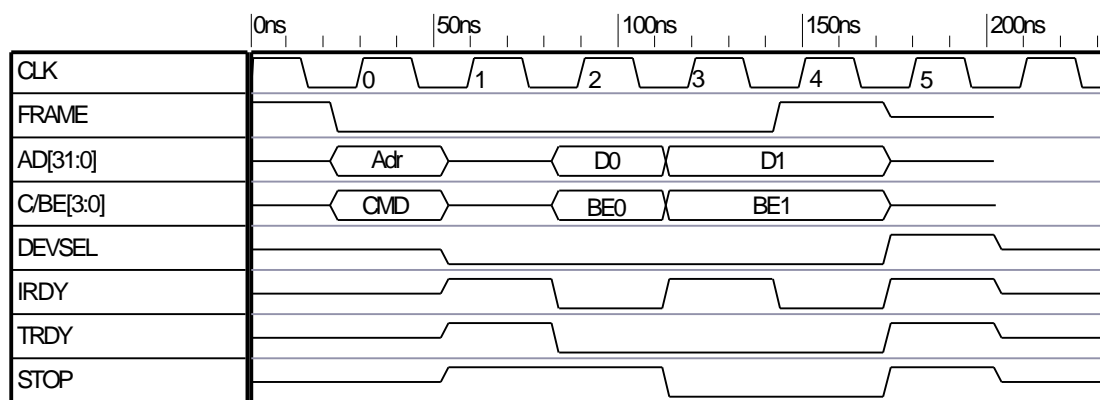 0ns 50ns 100ns 150ns 200ns
CLK 0 1 2 3 4 5
FRAME
AD[31:0] Adr D0 D1
C/BE[3:0] CMD BE0 BE1
DEVSEL
IRDY
TRDY
STOP